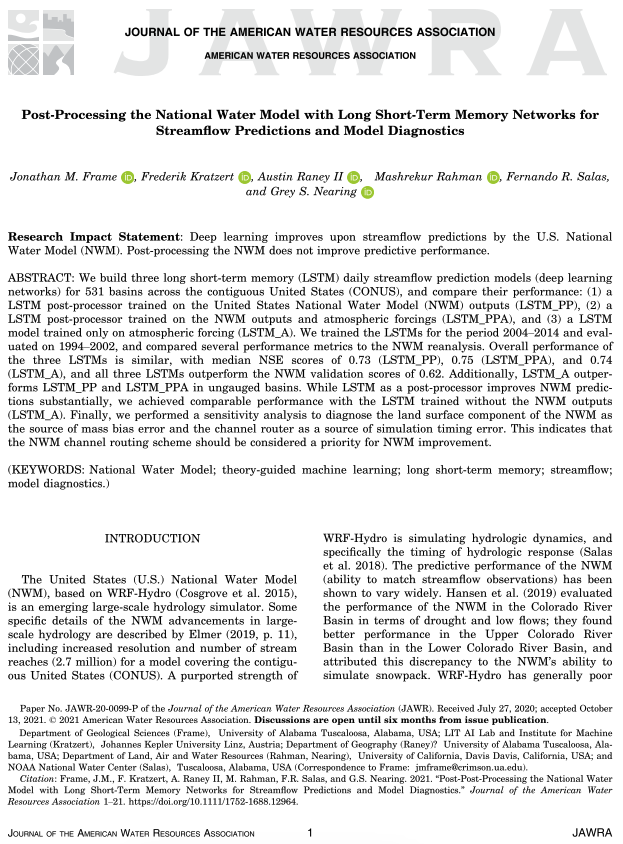 JAWRA
JOURNAL OF THE AMERICAN WATER RESOURCES ASSOCIATION
AMERICAN WATER RESOURCES ASSOCIATION
Post-Processing the National Water Model with Long Short-Term Memory Networks for
Streamflow Predictions and Model Diagnostics
Jonathan M. Frame iD, Frederik Kratzert iD, Austin Raney II iD, Mashrekur Rahman iD, Fernando R. Salas,
and Grey S. Nearing iD
Research Impact Statement: Deep learning improves upon streamflow predictions by the U.S. National
Water Model (NWM). Post-processing the NWM does not improve predictive performance.
ABSTRACT: We build three long short-term memory (LSTM) daily streamflow prediction models (deep learning
networks) for 531 basins across the contiguous United States (CONUS), and compare their performance: (1) a
LSTM post-processor trained on the United States National Water Model (NWM) outputs (LSTM_PP), (2) a
LSTM post-processor trained on the NWM outputs and atmospheric forcings (LSTM_PPA), and (3) a LSTM
model trained only on atmospheric forcing (LSTM_A). We trained the LSTMs for the period 2004–2014 and eval-
uated on 1994–2002, and compared several performance metrics to the NWM reanalysis. Overall performance of
the three LSTMs is similar, with median NSE scores of 0.73 (LSTM_PP), 0.75 (LSTM_PPA), and 0.74
(LSTM_A), and all three LSTMs outperform the NWM validation scores of 0.62. Additionally, LSTM_A outper-
forms LSTM_PP and LSTM_PPA in ungauged basins. While LSTM as a post-processor improves NWM predic-
tions substantially, we achieved comparable performance with the LSTM trained without the NWM outputs
(LSTM_A). Finally, we performed a sensitivity analysis to diagnose the land surface component of the NWM as
the source of mass bias error and the channel router as a source of simulation timing error. This indicates that
the NWM channel routing scheme should be considered a priority for NWM improvement.
(KEYWORDS: National Water Model; theory-guided machine learning; long short-term memory; streamflow;
model diagnostics.)
INTRODUCTION
The United States (U.S.) National Water Model
(NWM), based on WRF-Hydro (Cosgrove et al. 2015),
is an emerging large-scale hydrology simulator. Some
specific details of the NWM advancements in large-
scale hydrology are described by Elmer (2019, p. 11),
including increased resolution and number of stream
reaches (2.7 million) for a model covering the contigu-
ous United States (CONUS). A purported strength of
WRF-Hydro is simulating hydrologic dynamics, and
specifically the timing of hydrologic response (Salas
et al. 2018). The predictive performance of the NWM
(ability to match streamflow observations) has been
shown to vary widely. Hansen et al. (2019) evaluated
the performance of the NWM in the Colorado River
Basin in terms of drought and low flows; they found
better performance in the Upper Colorado River
Basin than in the Lower Colorado River Basin, and
attributed this discrepancy to the NWM's ability to
simulate snowpack. WRF-Hydro has generally poor
Paper No. JAWR-20-0099-P of the Journal of the American Water Resources Association (JAWR). Received July 27, 2020; accepted October
13, 2021. © 2021 American Water Resources Association. Discussions are open until six months from issue publication.
Department of Geological Sciences (Frame), University of Alabama Tuscaloosa, Alabama, USA; LIT AI Lab and Institute for Machine
Learning (Kratzert), Johannes Kepler University Linz, Austria; Department of Geography (Raney)? University of Alabama Tuscaloosa, Ala-
bama, USA; Department of Land, Air and Water Resources (Rahman, Nearing), University of California, Davis Davis, California, USA; and
NOAA National Water Center (Salas), Tuscaloosa, Alabama, USA (Correspondence to Frame: jmframe@crimson.ua.edu).
Citation: Frame, J.M., F. Kratzert, A. Raney II, M. Rahman, F.R. Salas, and G.S. Nearing. 2021. "Post-Processing the National Water
Model with Long Short-Term Memory Networks for Streamflow Predictions and Model Diagnostics." Journal of the American Water
Resources Association 1–21. https://doi.org/10.1111/1752-1688.12964.
JOURNAL OF THE AMERICAN WATER RESOURCES ASSOCIATION 1 JAWRA